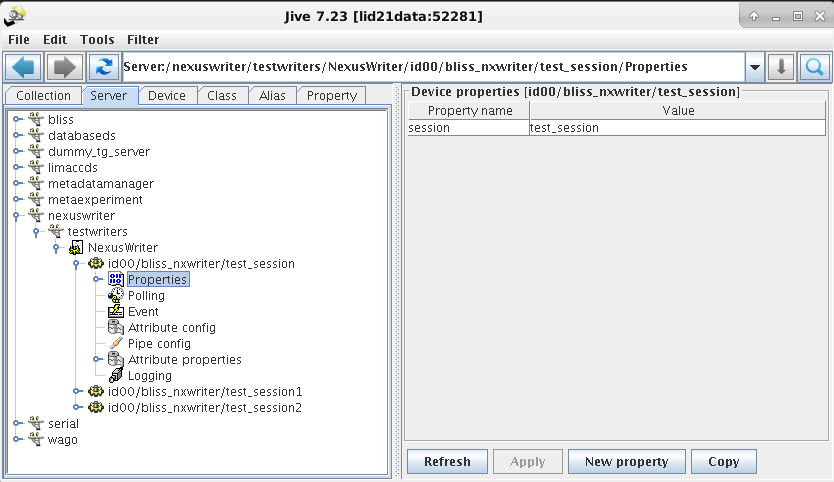 Jive 7.23 [lid21data:52281]
File Edit Tools Filter
Server:/nexuswriter/testwriters/NexusWriter/id00/bliss_nxwriter/test_session/Properties
Collection Server Device Class Alias Property
bliss
databaseds
dummy_tg_server
limaccds
metadatamanager
metaexperiment
nexuswriter
testwriters
NexusWriter
id00/bliss_nxwriter/test_session
Properties
Polling
Event
Attribute config
Pipe config
Attribute properties
Logging
id00/bliss_nxwriter/test_session1
id00/bliss_nxwriter/test_session2
serial
wago
Device properties [id00/bliss_nxwriter/test_session]
Property name Value
session test_session
Refresh Apply New property Copy